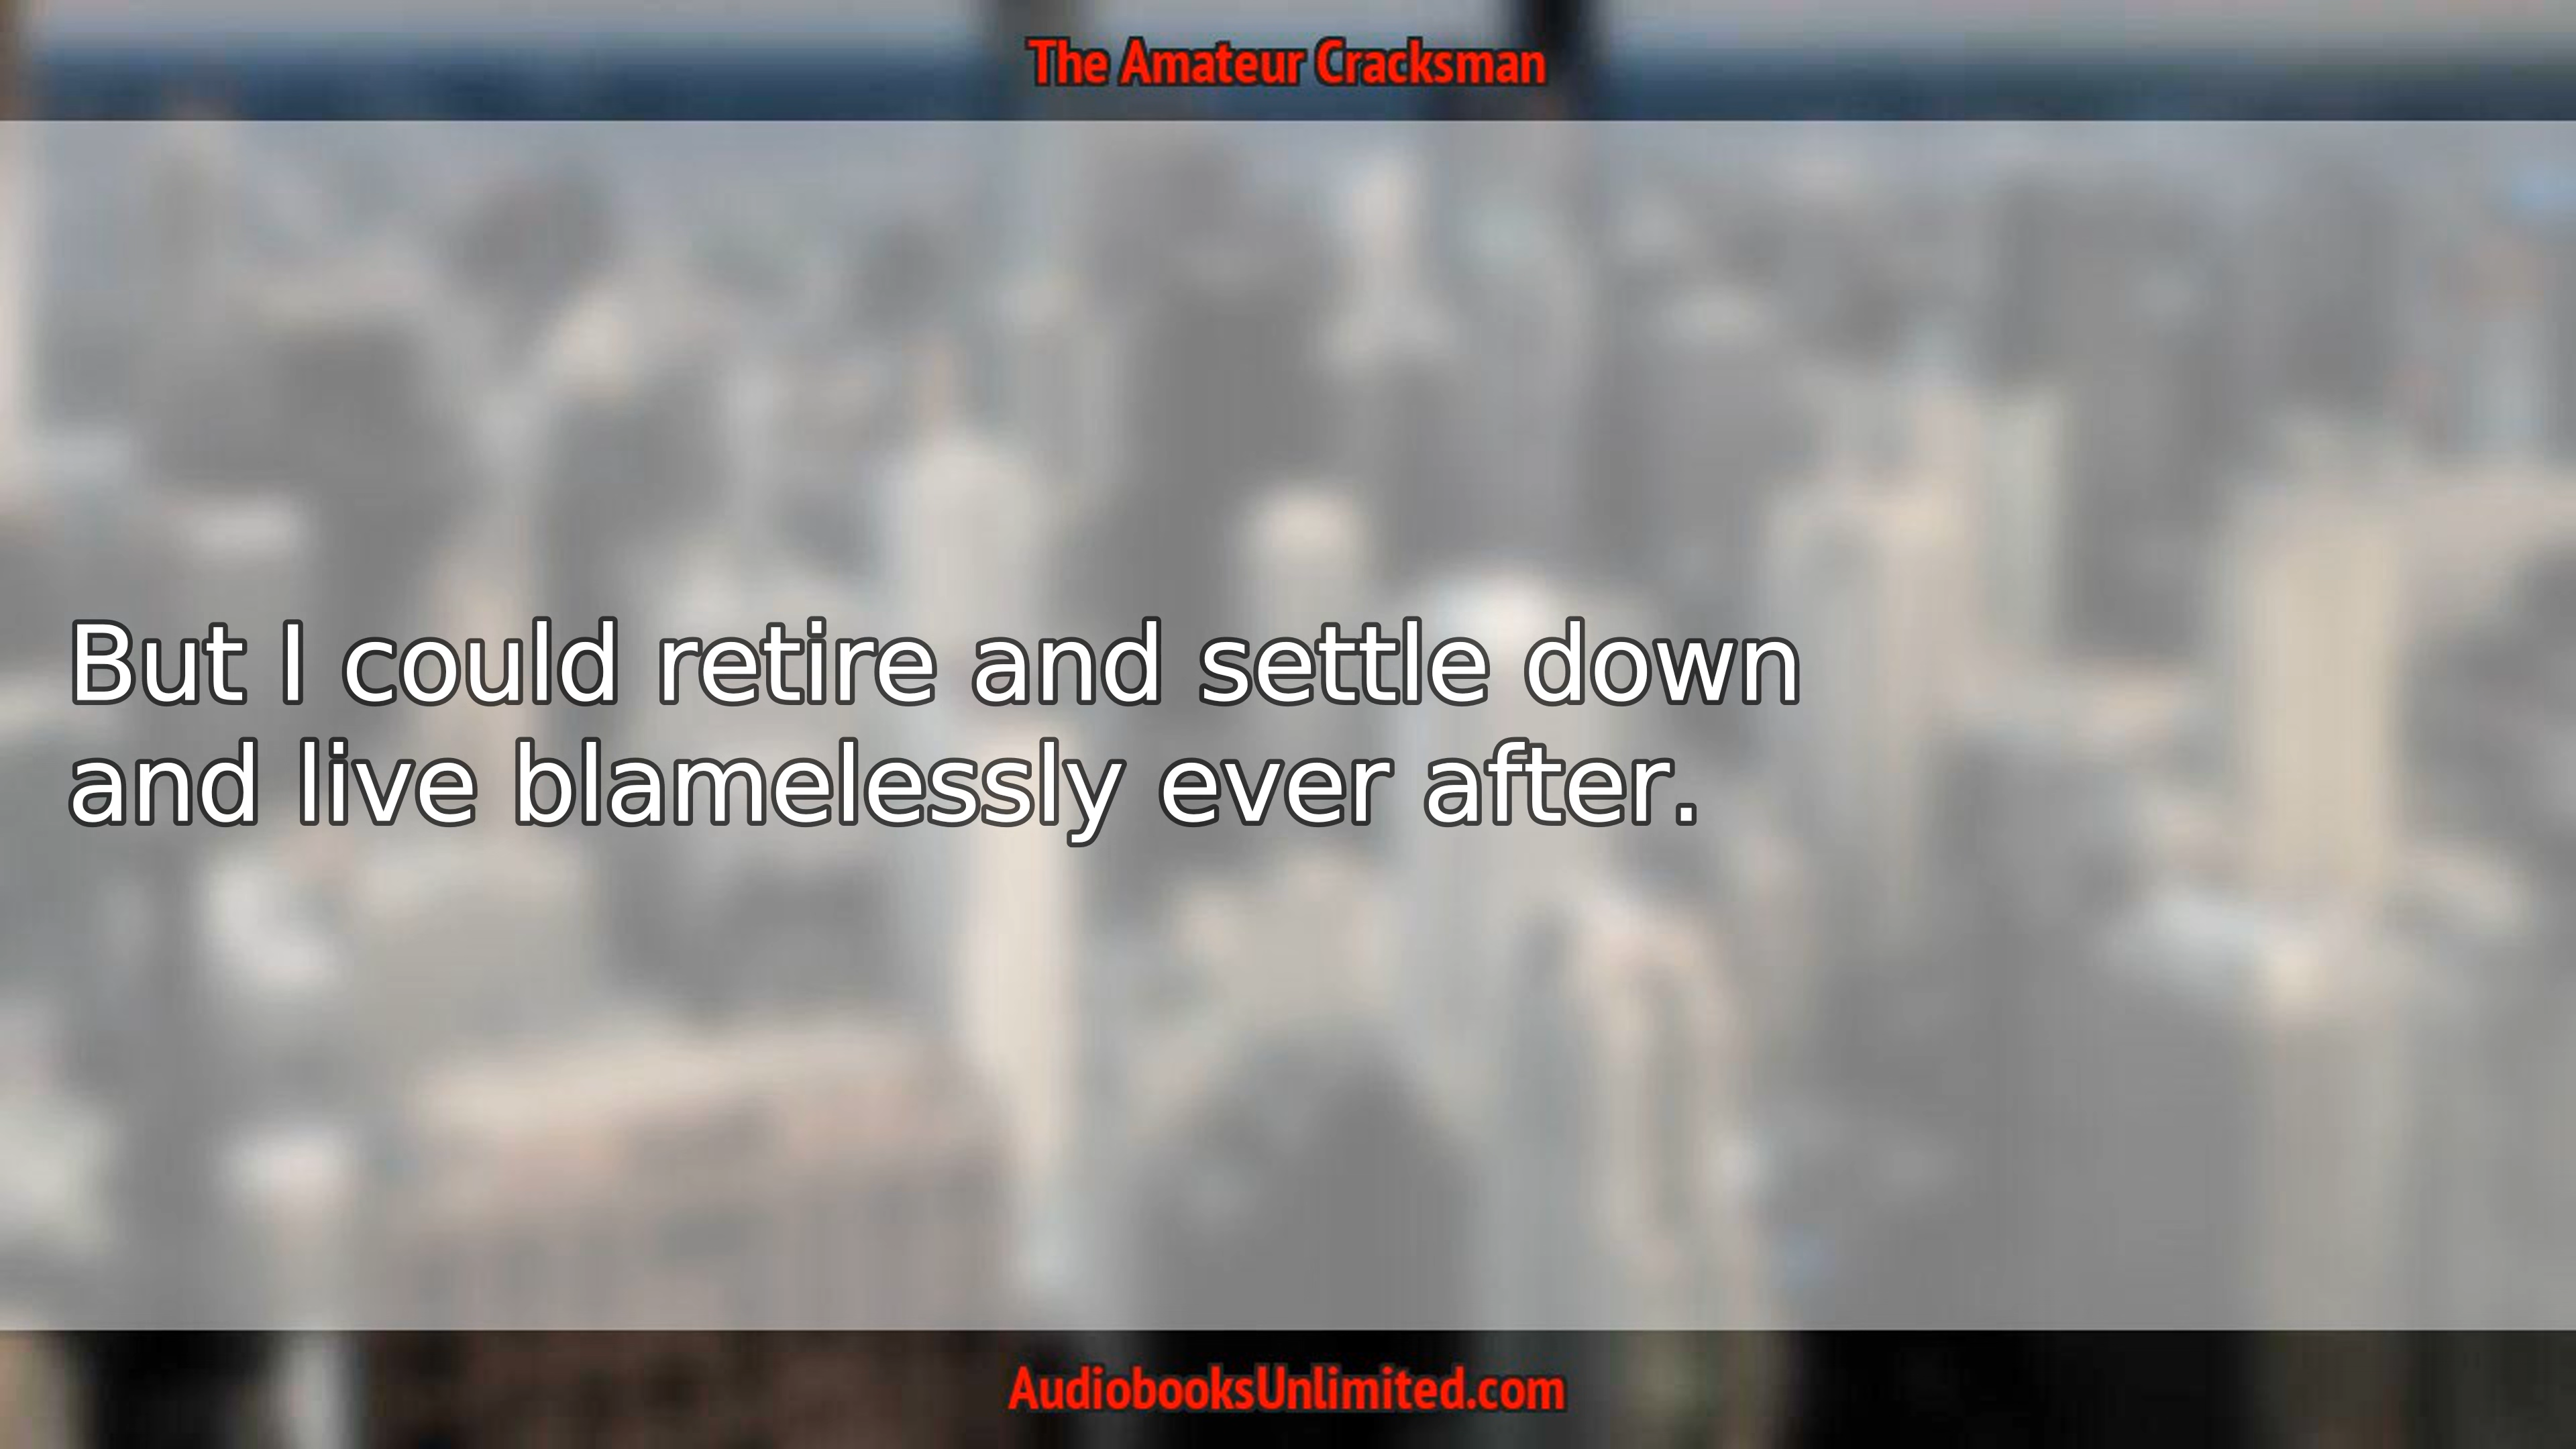 The Amateur Cracksman
But I could retire and settle down
and live blamelessly ever after.
AudiobooksUnlimited.com